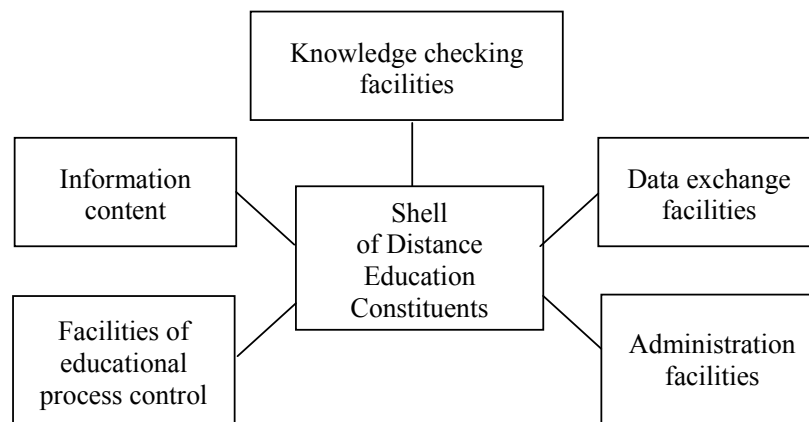 Knowledge checking
facilities
Information
content
Data exchange
facilities
Shell
of Distance
Education
Constituents
Facilities of
educational
process control
Administration
facilities